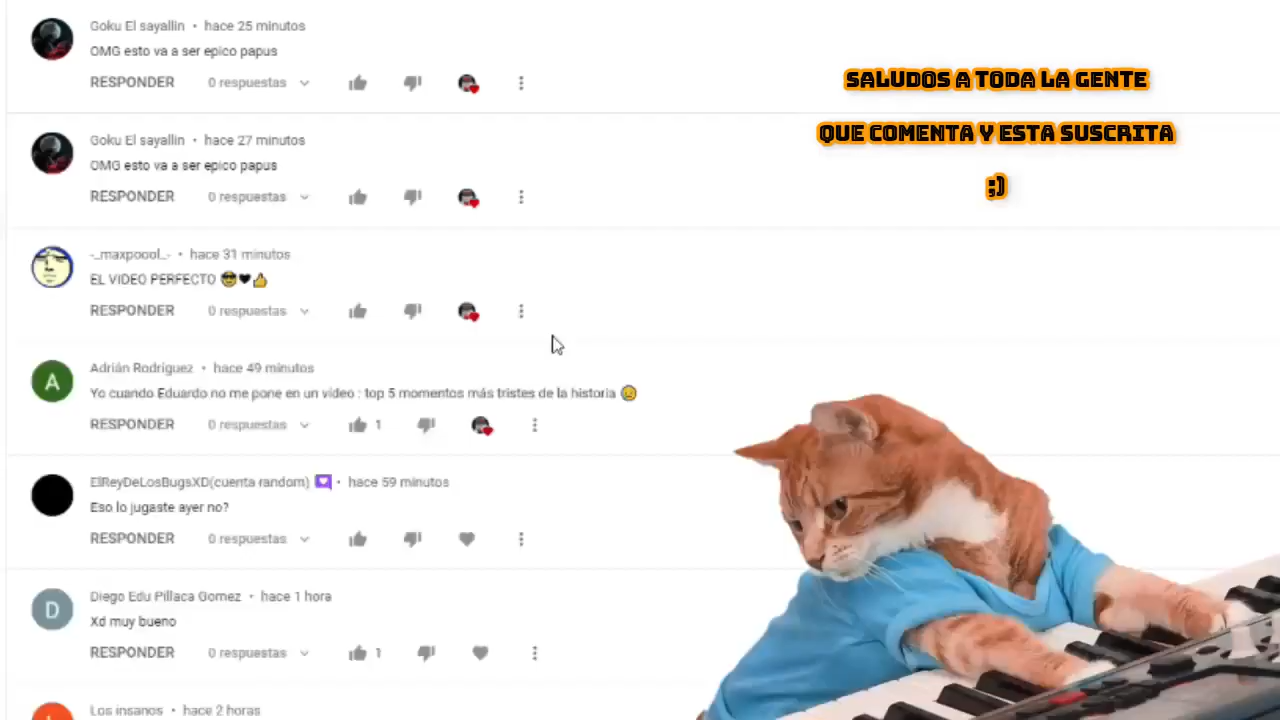 Goku El sayallin • hace 25 minutos
OMG esto va a ser epico papus
RESPONDER 0 respuestas
Goku El sayallin • hace 27 minutos
OMG esto va a ser epico papus
RESPONDER 0 respuestas
-_maxpoool_- • hace 31 minutos
EL VIDEO PERFECTO 😎🖤👍
RESPONDER 0 respuestas
Adrián Rodriguez • hace 49 minutos
Yo cuando Eduardo no me pone en un vídeo : top 5 momentos más tristes de la historia 😢
RESPONDER 0 respuestas 1
A
ElReyDeLosBugsXD(cuenta random) • hace 59 minutos
Eso lo jugaste ayer no?
RESPONDER 0 respuestas
Diego Edu Pillaca Gomez • hace 1 hora
D
Xd muy bueno
RESPONDER 0 respuestas 1
Los insanos • hace 2 horas
SALUDOS A TODA LA GENTE
QUE COMENTA Y ESTA SUSCRITA
;)